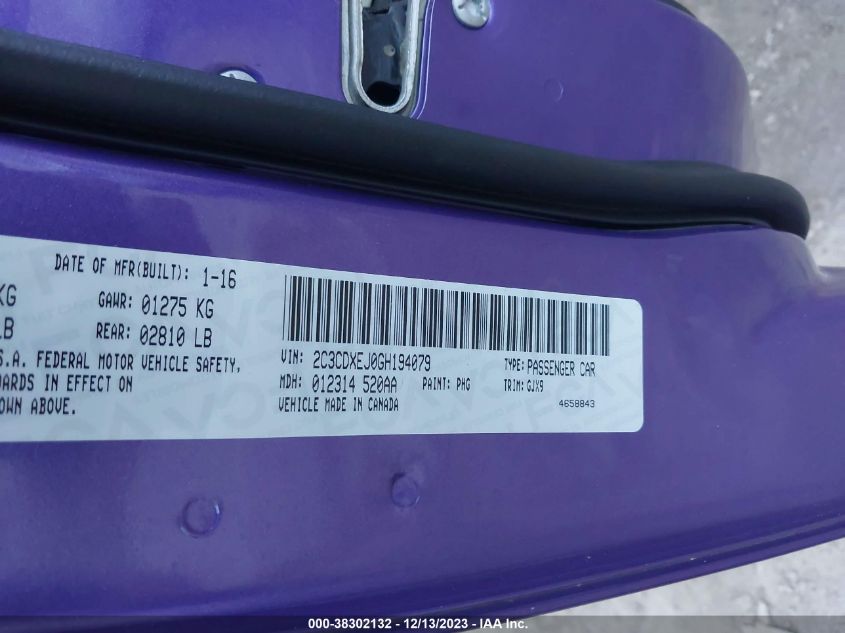 DATE OF MFR(BUILT): 1-16
KG GAWR: 01275 KG
LB REAR: 02810 LB
S.A. FEDERAL MOTOR VEHICLE SAFETY,
ARDS IN EFFECT ON
OWN ABOVE.
VIN: 2C3CDXEJ0GH194079 TYPE: PASSENGER CAR
MDH: 012314 520AA PAINT: PHG TRIM: GJX9
VEHICLE MADE IN CANADA 4658843
000-38302132 - 12/13/2023 - IAA Inc.